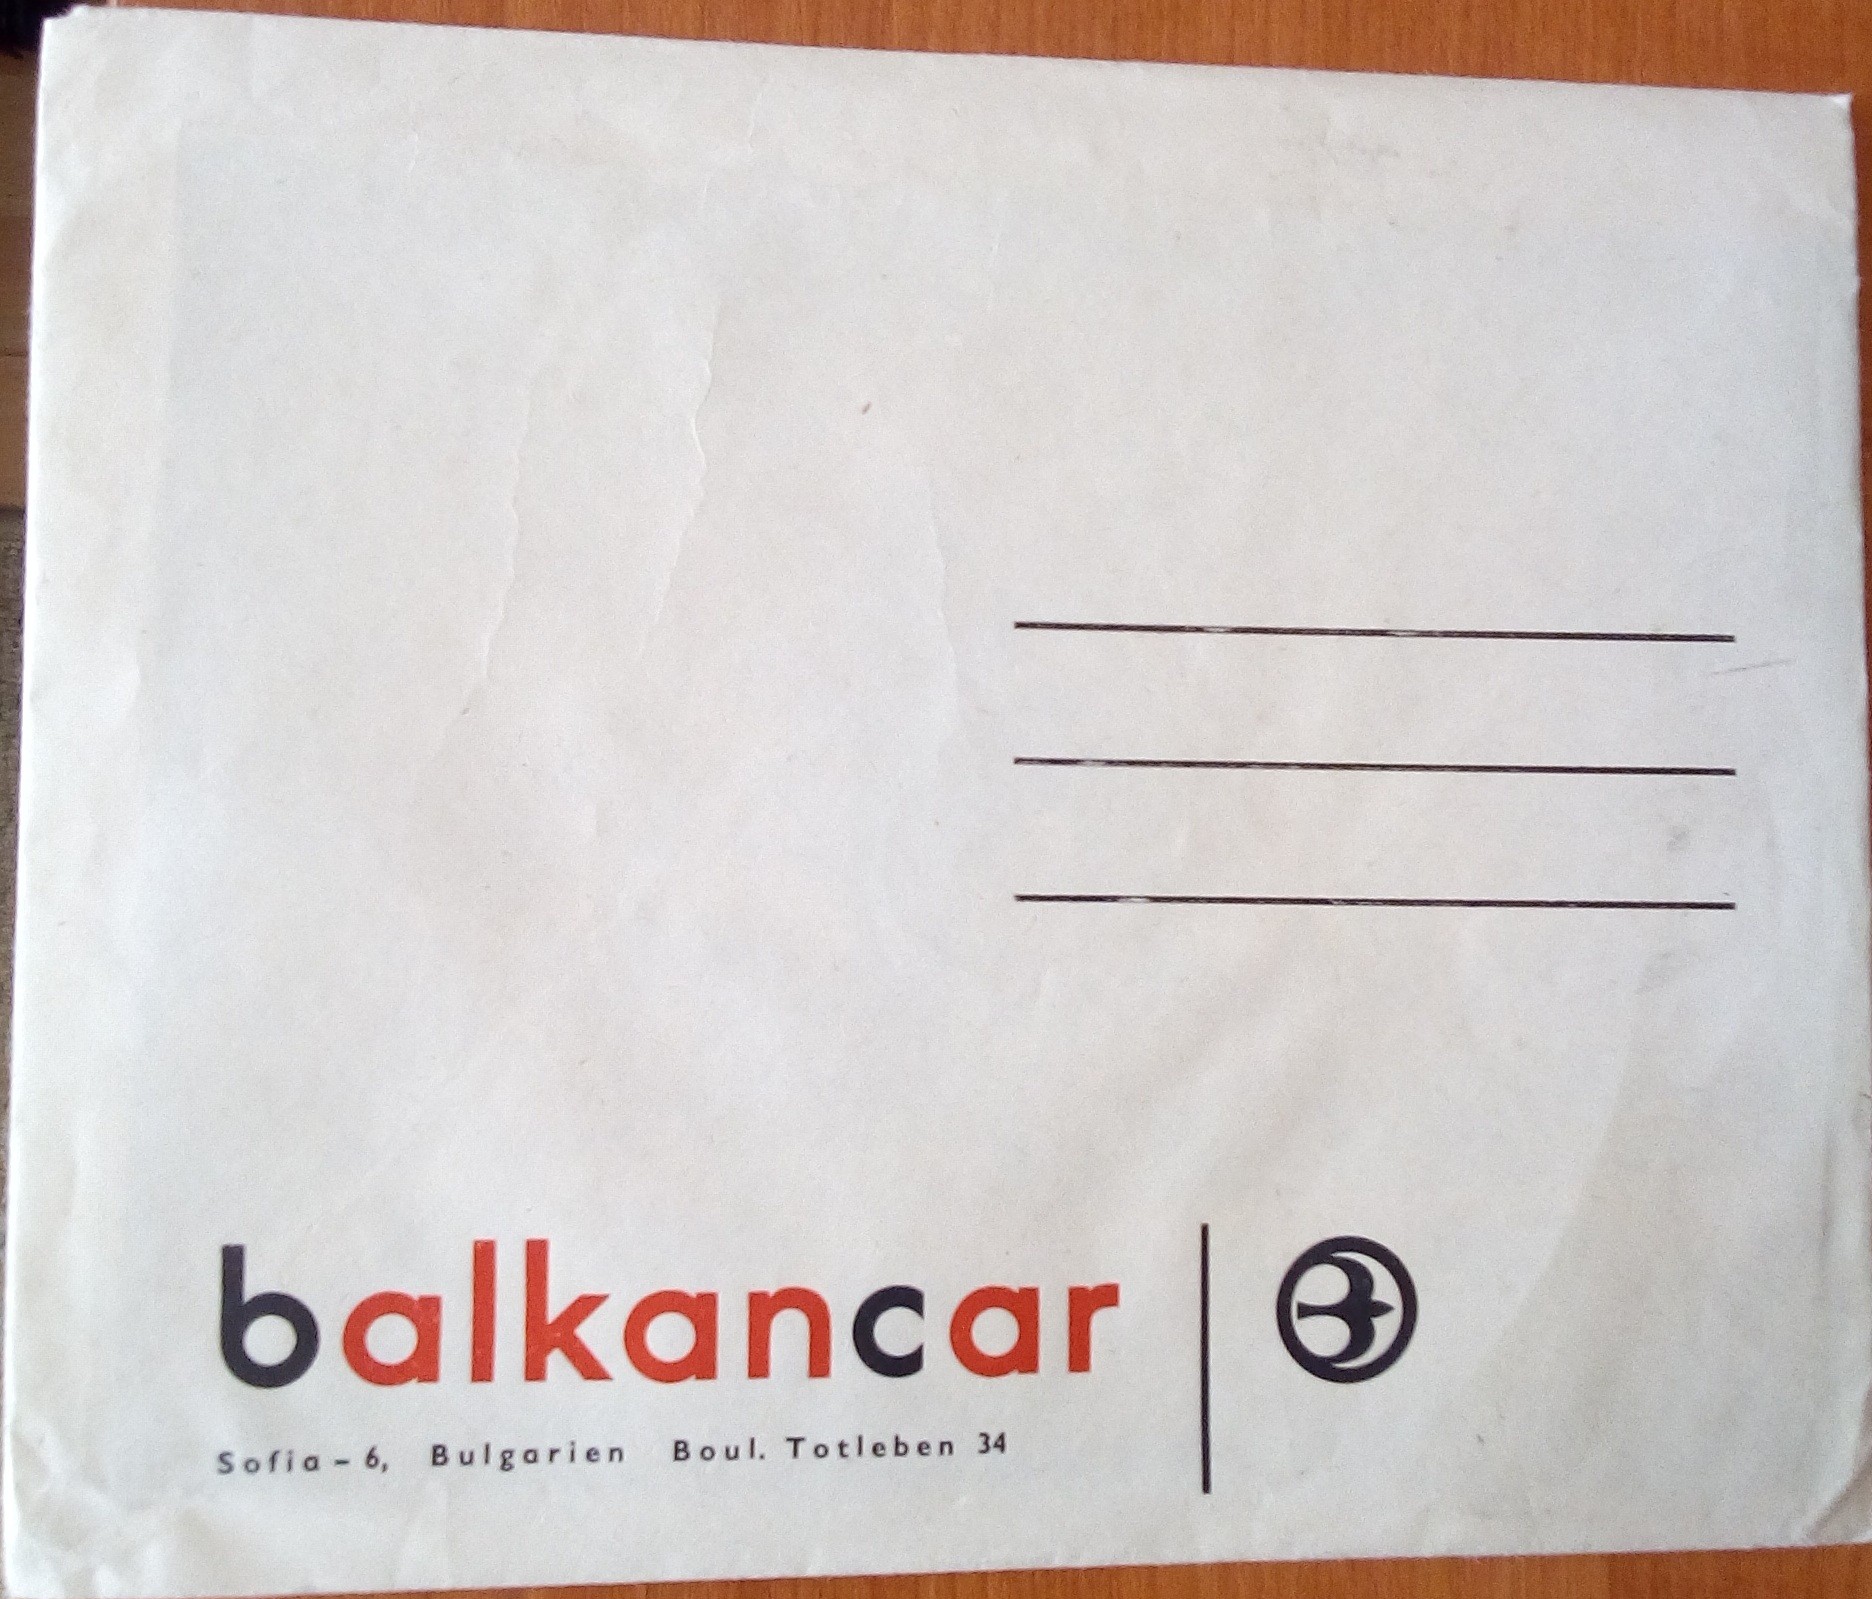 balkancar
Sofia – 6, Bulgarien Boul. Totleben 34